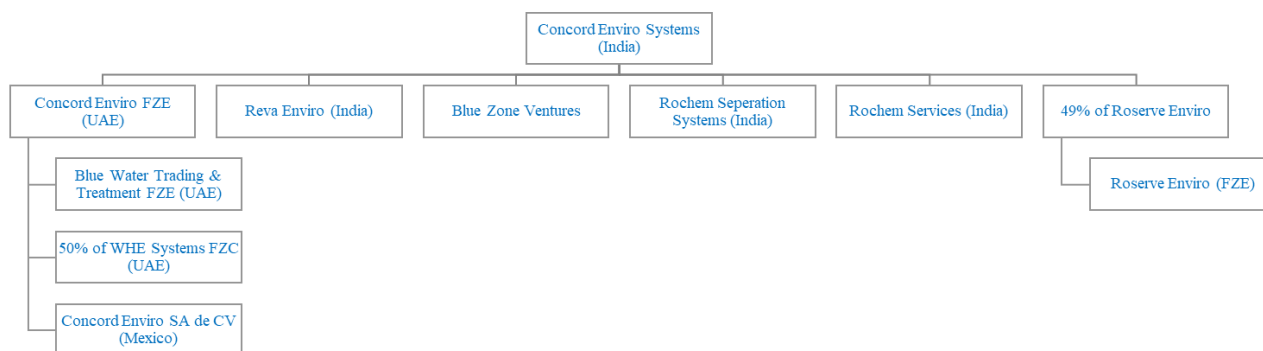 Concord Enviro Systems
(India)
Concord Enviro FZE
(UAE)
Reva Enviro (India)
Blue Zone Ventures
Rochem Seperation
Systems (India)
Rochem Services (India)
49% of Roserve Enviro
Blue Water Trading &
Treatment FZE (UAE)
50% of WHE Systems FZC
(UAE)
Concord Enviro SA de CV
(Mexico)
Roserve Enviro (FZE)